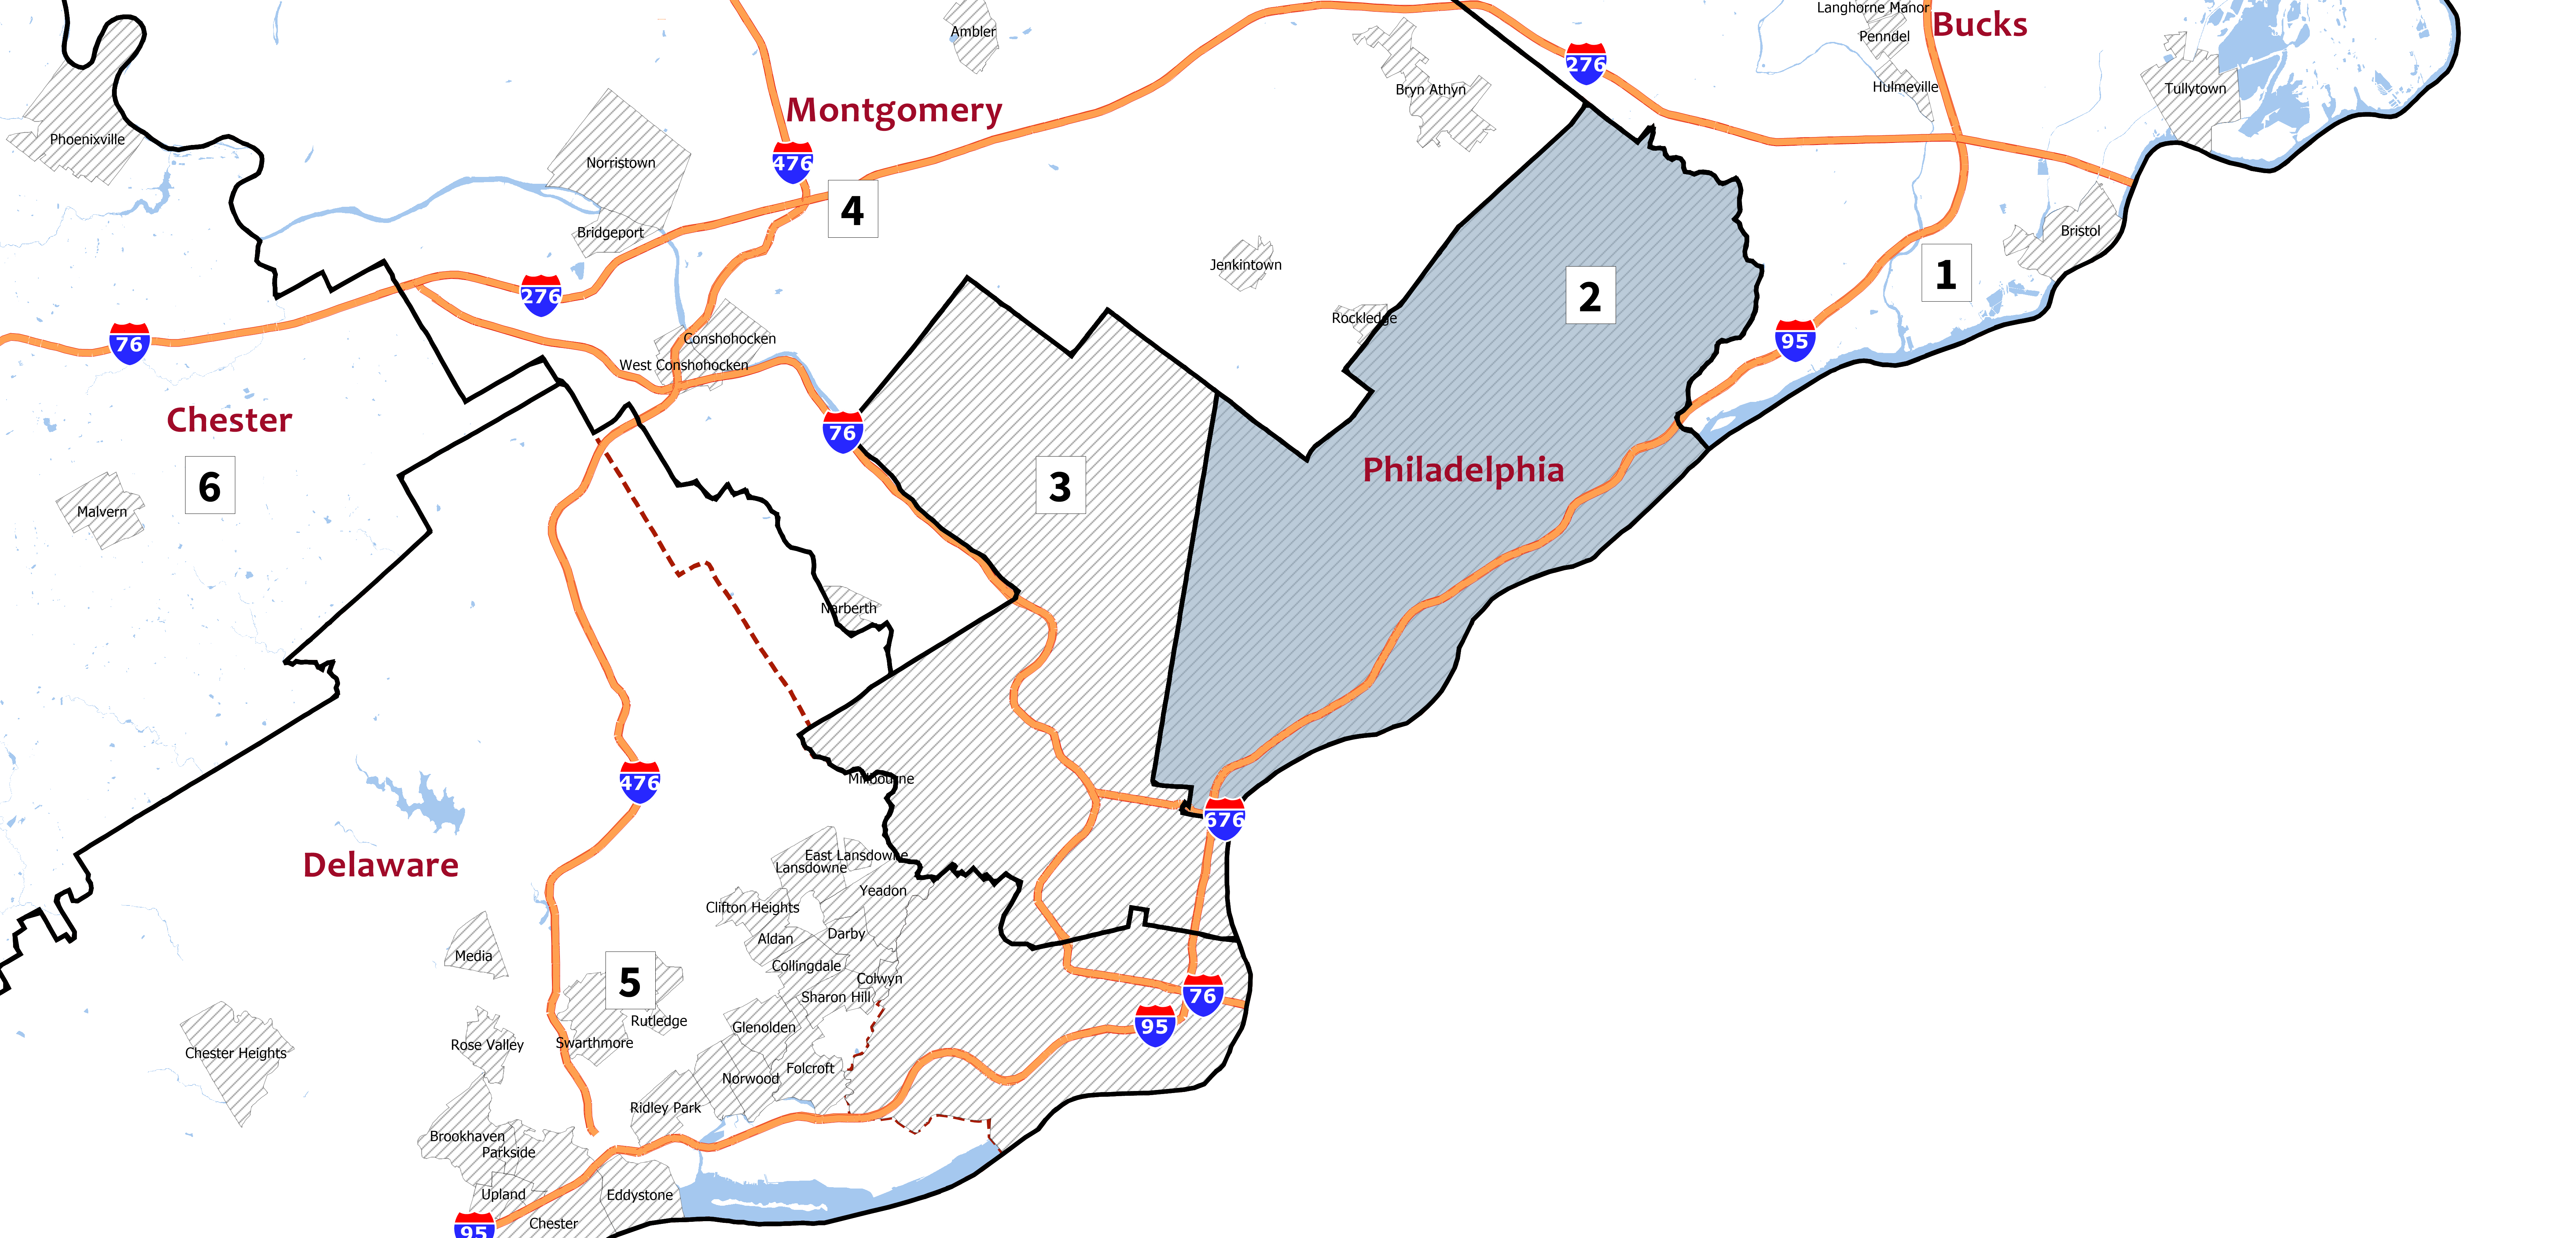 Langhorne Manor
Bucks
Ambler
Penndel
276
Hulmeville
Tullytown
Bryn Athyn
Montgomery
Phoenixville
Norristown
476
4
Bridgeport
Bristol
Jenkintown
1
276
2
Rockledge
76
Conshohocken
95
West Conshohocken
Chester
76
Philadelphia
6
3
Malvern
Narberth
476
Millbourne
676
Delaware
East Lansdowne
Lansdowne
Yeadon
Clifton Heights
Darby
Aldan
Media
Collingdale
5
Colwyn
Sharon Hill
76
Rutledge
Glenolden
95
Swarthmore
Rose Valley
Chester Heights
Folcroft
Norwood
Ridley Park
Brookhaven
Parkside
Upland
Eddystone
Chester
95